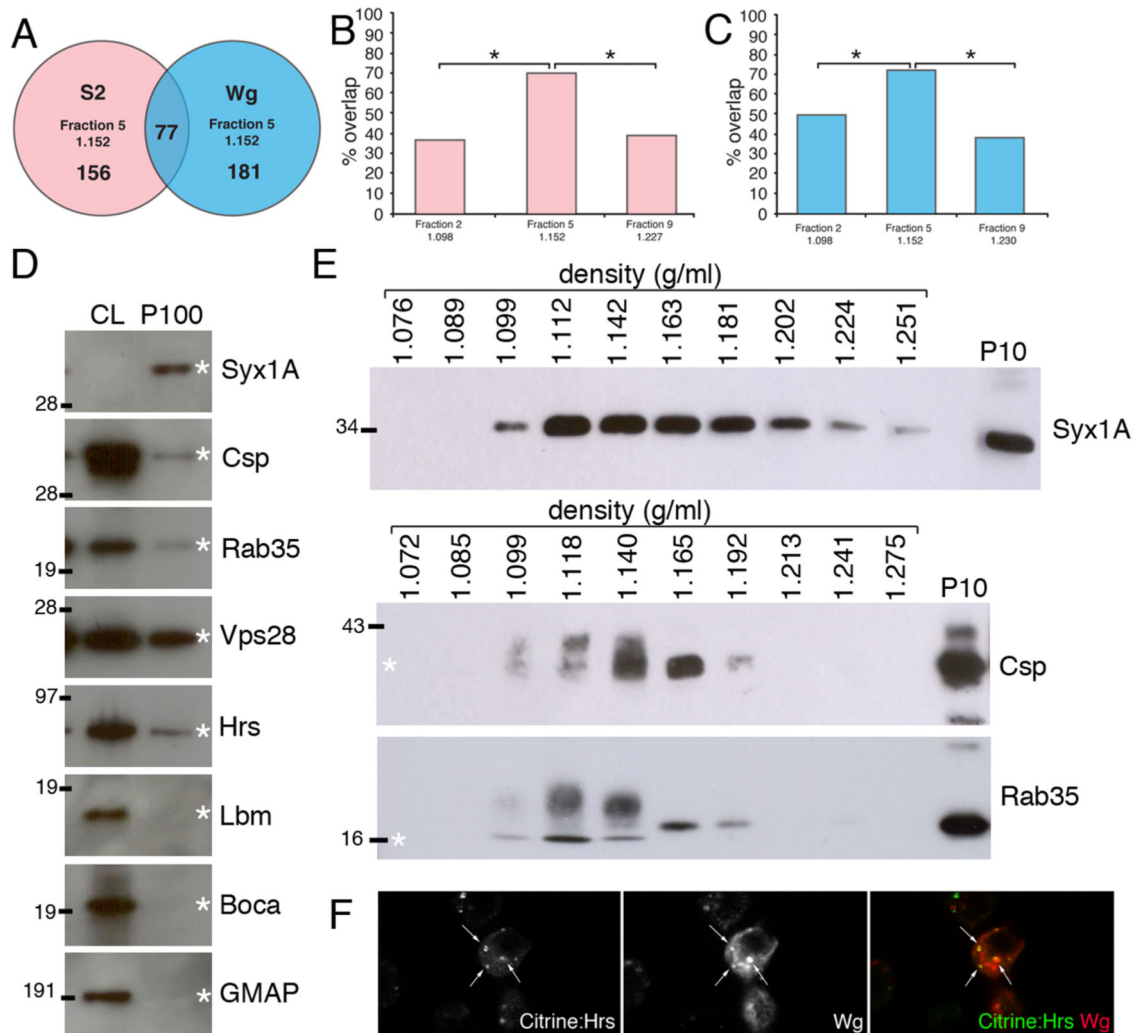 A
S2
Fraction 5
1.152
156
77
Wg
Fraction 5
1.152
181
B
% overlap
100
90
80
70
60
50
40
30
20
10
0
*
*
Fraction 2
1.098
Fraction 5
1.152
Fraction 9
1.227
C
% overlap
100
90
80
70
60
50
40
30
20
10
0
*
*
Fraction 2
1.098
Fraction 5
1.152
Fraction 9
1.230
D
CL P100
28
* Syx1A
28
* Csp
19
* Rab35
28
* Vps28
97
* Hrs
19
* Lbm
19
* Boca
191
* GMAP
E
density (g/ml)
1.076 1.089 1.099 1.112 1.142 1.163 1.181 1.202 1.224 1.251
P10
34
Syx1A
density (g/ml)
1.072 1.085 1.099 1.118 1.140 1.165 1.192 1.213 1.241 1.275
P10
43
*
Csp
Rab35
16 *
F
Citrine:Hrs
Wg
Citrine:Hrs Wg